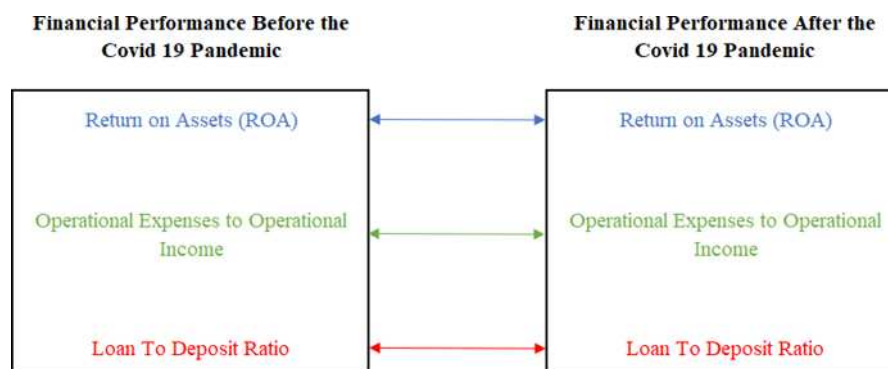 Financial Performance Before the
Covid 19 Pandemic
Return on Assets (ROA)
Operational Expenses to Operational
Income
Loan To Deposit Ratio
Financial Performance After the
Covid 19 Pandemic
Return on Assets (ROA)
Operational Expenses to Operational
Income
Loan To Deposit Ratio